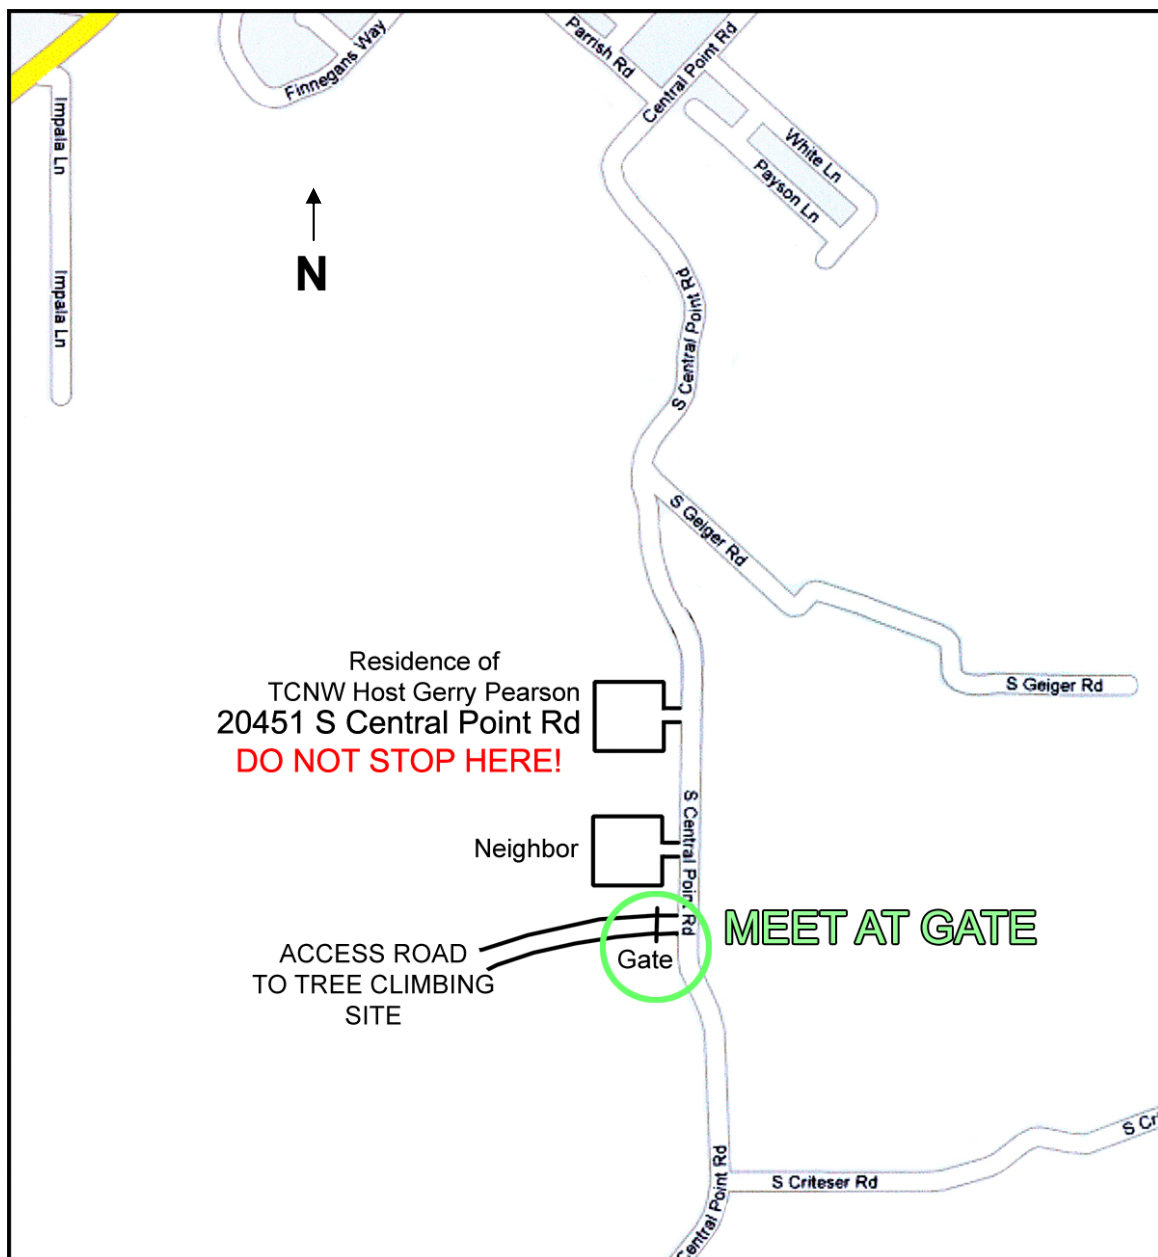 Finnegans Way
Parrish Rd
Central Point Rd
Impala Ln
White Ln
Payson Ln
N
Impala Ln
S Central Point Rd
S Geiger Rd
S Geiger Rd
Residence of
TCNW Host Gerry Pearson
20451 S Central Point Rd
DO NOT STOP HERE!
S Central Point Rd
Neighbor
MEET AT GATE
ACCESS ROAD
TO TREE CLIMBING
SITE
Gate
S Cri
Central Point Rd
S Criteser Rd